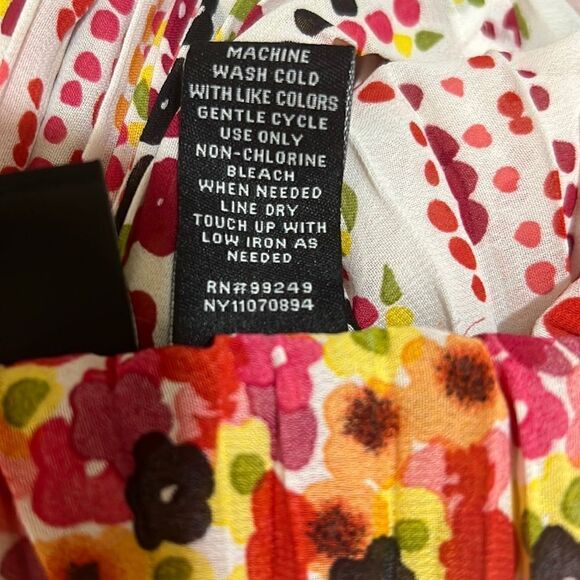 MACHINE
WASH COLD
WITH LIKE COLORS
GENTLE CYCLE
USE ONLY
NON-CHLORINE
BLEACH
WHEN NEEDED
LINE DRY
TOUCH UP WITH
LOW IRON AS
NEEDED
RN#99249
NY11070894